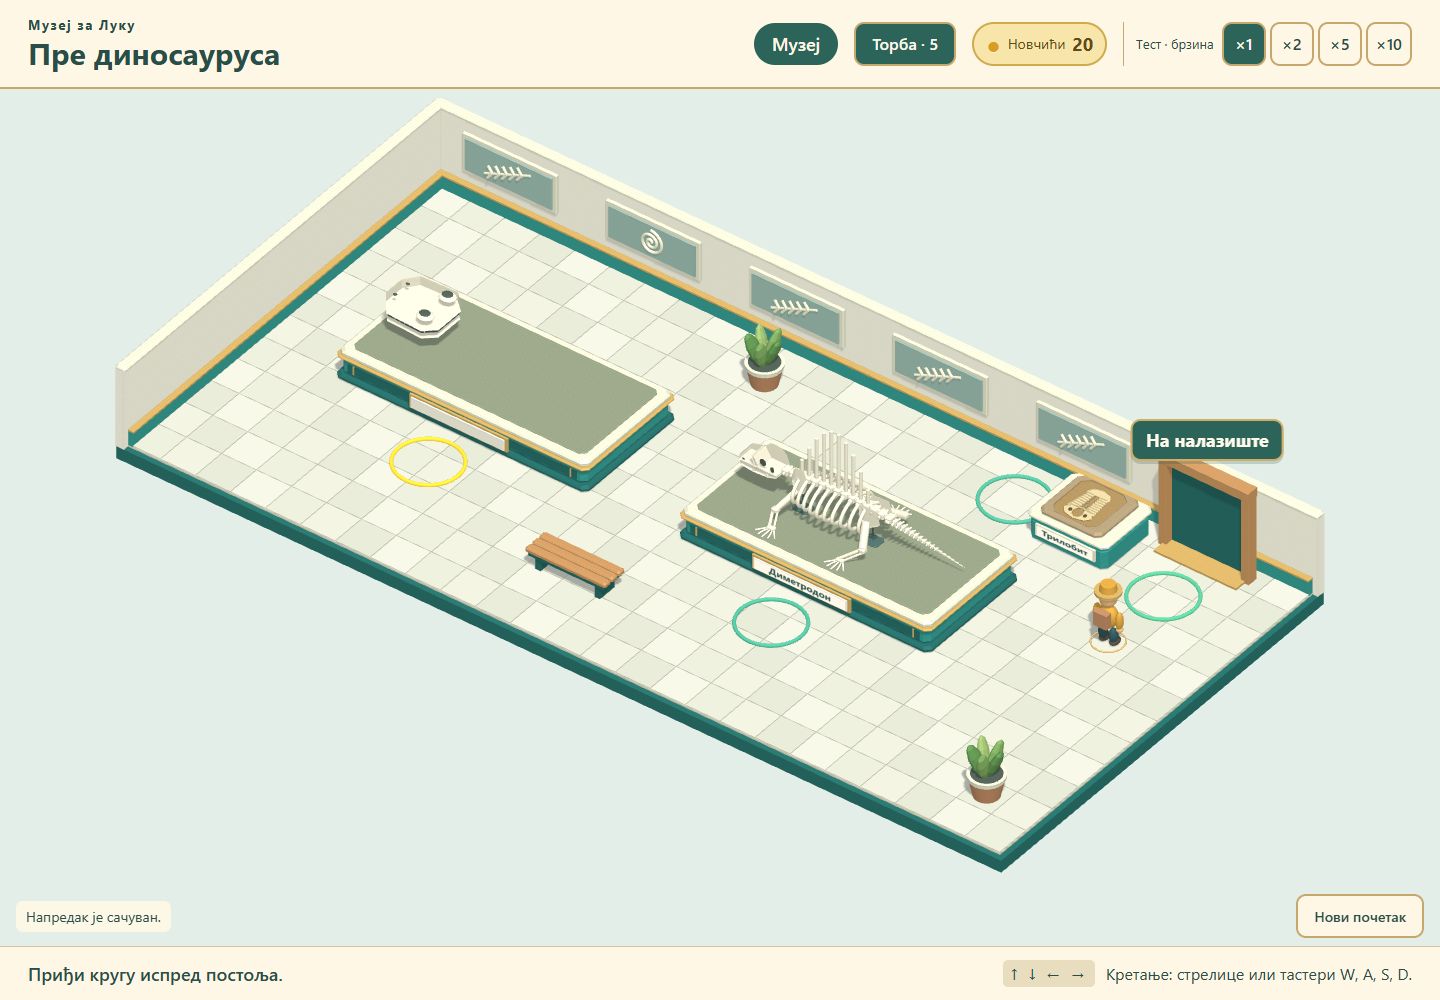 Музеј за Луку
Пре диносауруса
Музеј
Торба · 5
Новчићи 20
Тест · брзина
×1
×2
×5
×10
На налазиште
Трилобит
Диметродон
Напредак је сачуван.
Нови почетак
Приђи кругу испред постоља.
↑ ↓ ← → Кретање: стрелице или тастери W, A, S, D.